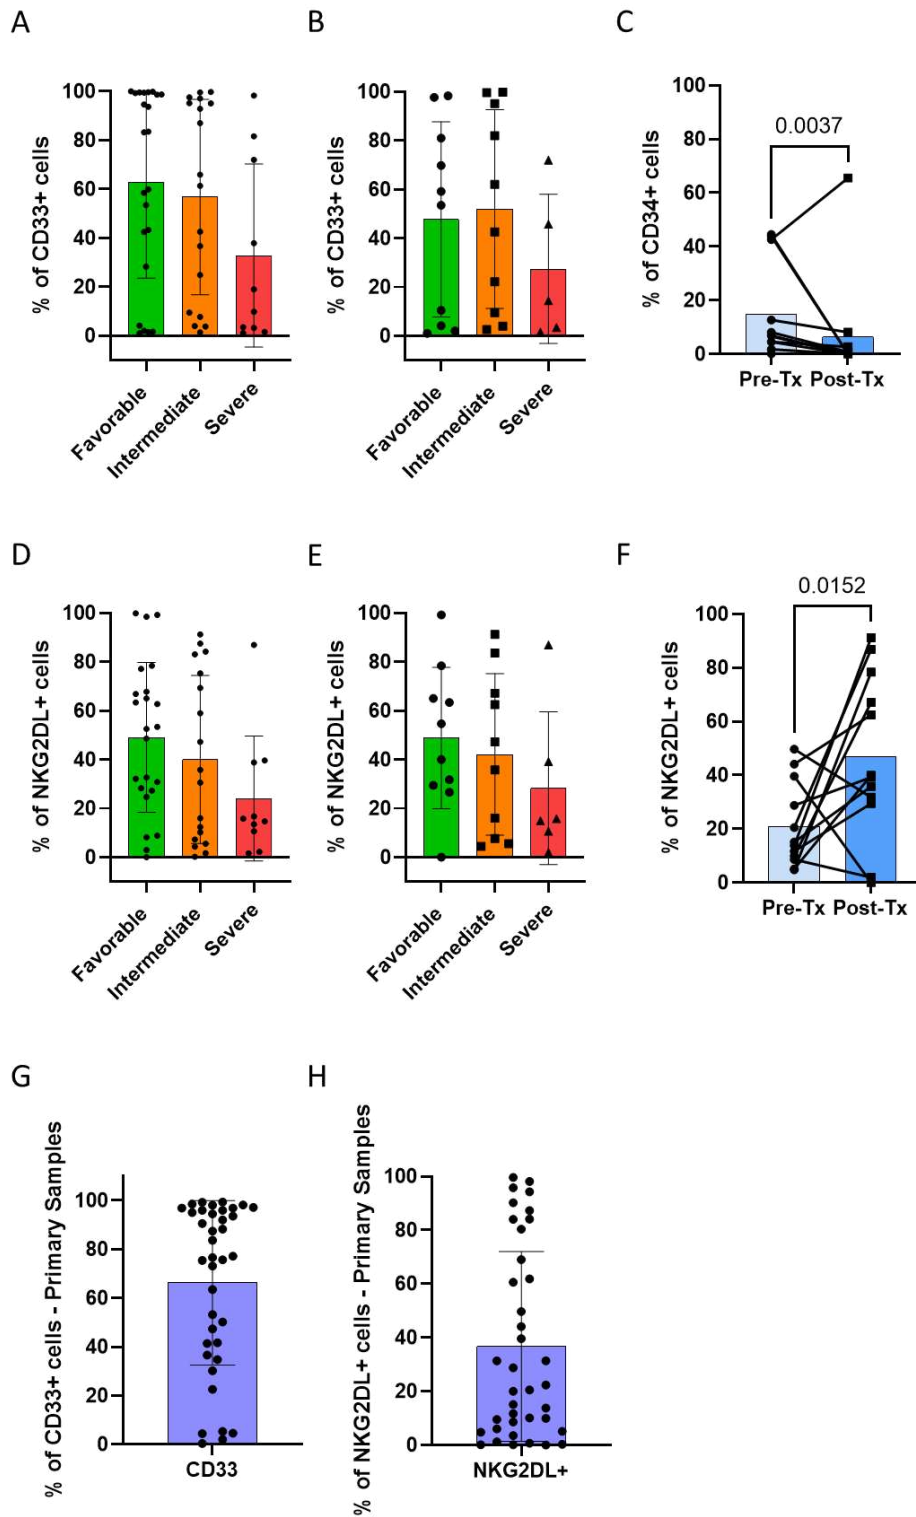 A
% of CD33+ cells
100
80
60
40
20
0
Favorable
Intermediate
Severe
B
% of CD33+ cells
100
80
60
40
20
0
Favorable
Intermediate
Severe
C
% of CD34+ cells
100
80
60
40
20
0
0.0037
Pre-Tx Post-Tx
D
% of NKG2DL+ cells
100
80
60
40
20
0
Favorable
Intermediate
Severe
E
% of NKG2DL+ cells
100
80
60
40
20
0
Favorable
Intermediate
Severe
F
% of NKG2DL+ cells
100
80
60
40
20
0
0.0152
Pre-Tx Post-Tx
G
% of CD33+ cells - Primary Samples
100
80
60
40
20
0
CD33
H
% of NKG2DL+ cells - Primary Samples
100
80
60
40
20
0
NKG2DL+